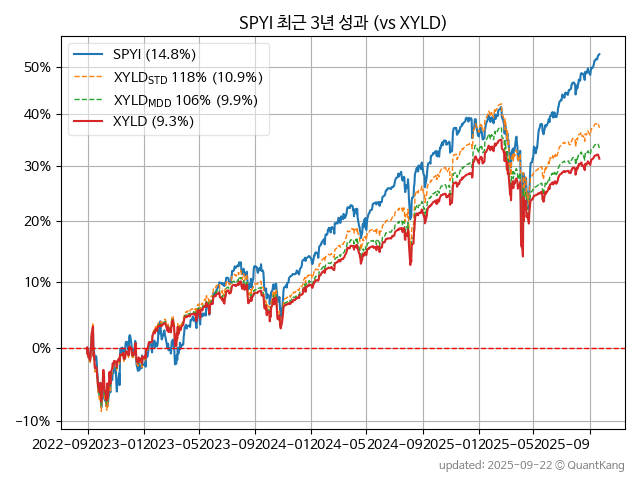 SPYI 최근 3년 성과 (vs XYLD)
SPYI (14.8%)
XYLD_STD 118% (10.9%)
XYLD_MDD 106% (9.9%)
XYLD (9.3%)
50%
40%
30%
20%
10%
0%
−10%
2022-09 2023-01 2023-05 2023-09 2024-01 2024-05 2024-09 2025-01 2025-05 2025-09
updated: 2025-09-22 © QuantKang